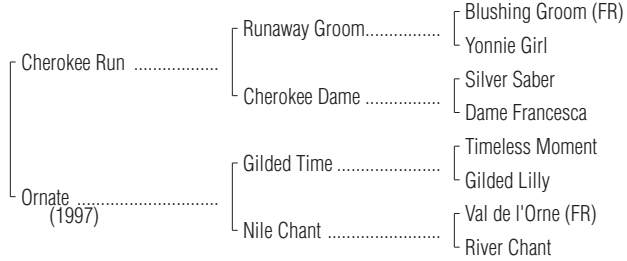 Blushing Groom (FR)
Runaway Groom..................
Yonnie Girl
Cherokee Run ..................
Silver Saber
Cherokee Dame ................
Dame Francesca
Timeless Moment
Gilded Time ......................
Gilded Lilly
Ornate ..............................
(1997)
Val de l'Orne (FR)
Nile Chant ........................
River Chant